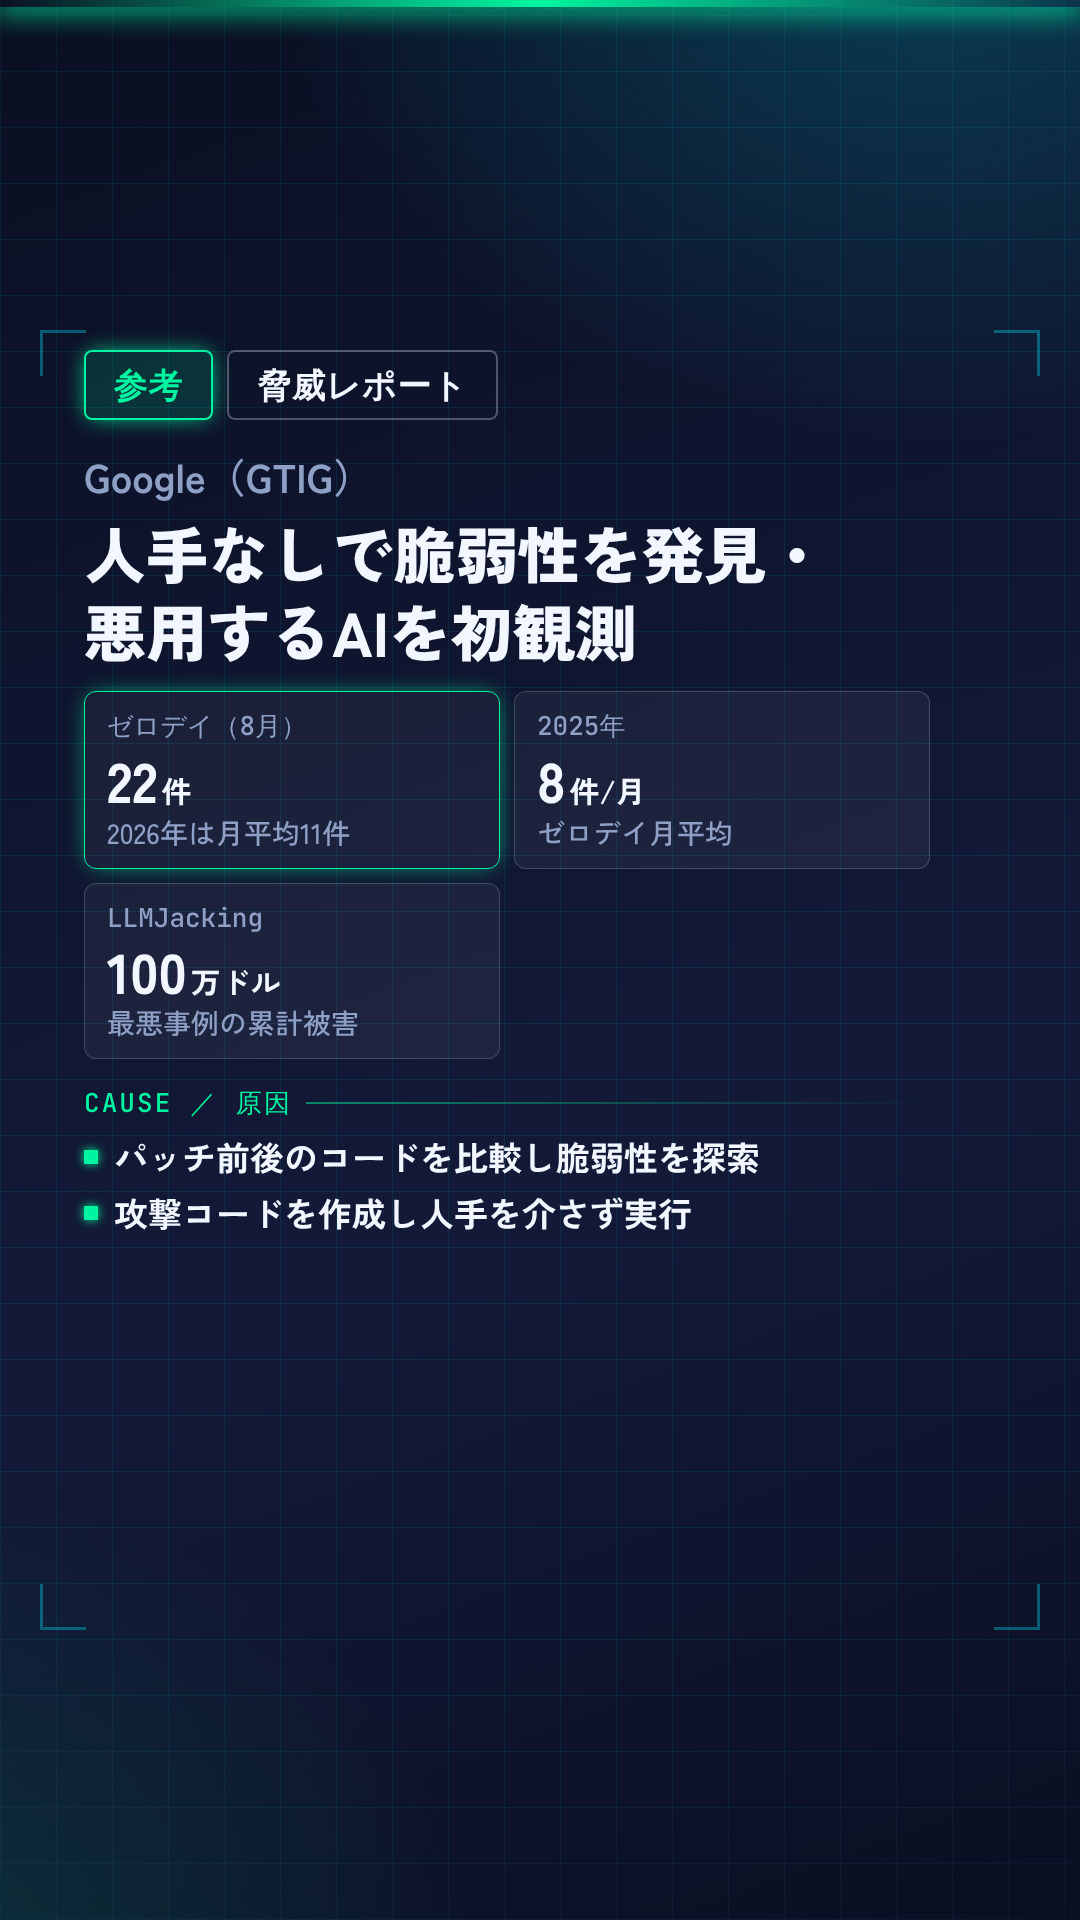 参考
脅威レポート
Google（GTIG）
人手なしで脆弱性を発見・
悪用するAIを初観測
ゼロデイ（8月）
22件
2026年は月平均11件
2025年
8件/月
ゼロデイ月平均
LLMJacking
100万ドル
最悪事例の累計被害
CAUSE ／ 原因
パッチ前後のコードを比較し脆弱性を探索
攻撃コードを作成し人手を介さず実行